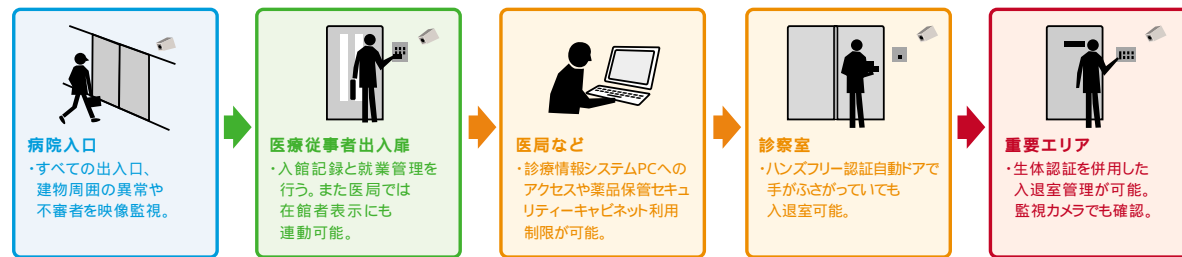 病院入口
・すべての出入口、
建物周囲の異常や
不審者を映像監視。
医療従事者出入扉
・入館記録と就業管理を
行う。また医局では
在館者表示にも
連動可能。
医局など
・診療情報システムPCへの
アクセスや薬品保管セキュ
リティーキャビネット利用
制限が可能。
診察室
・ハンズフリー認証自動ドアで
手がふさがっていても
入退室可能。
重要エリア
・生体認証を併用した
入退室管理が可能。
監視カメラでも確認。